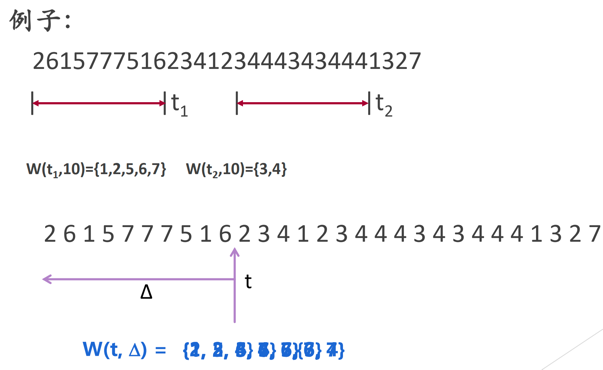 例子:
261577751623412344434344413 27
t₁ t₂
W(t₁,10)={1,2,5,6,7} W(t₂,10)={3,4}
2 6 1 5 7 7 7 5 1 6 2 3 4 1 2 3 4 4 4 3 4 3 4 4 4 1 3 2 7
t
Δ
W(t, Δ) =